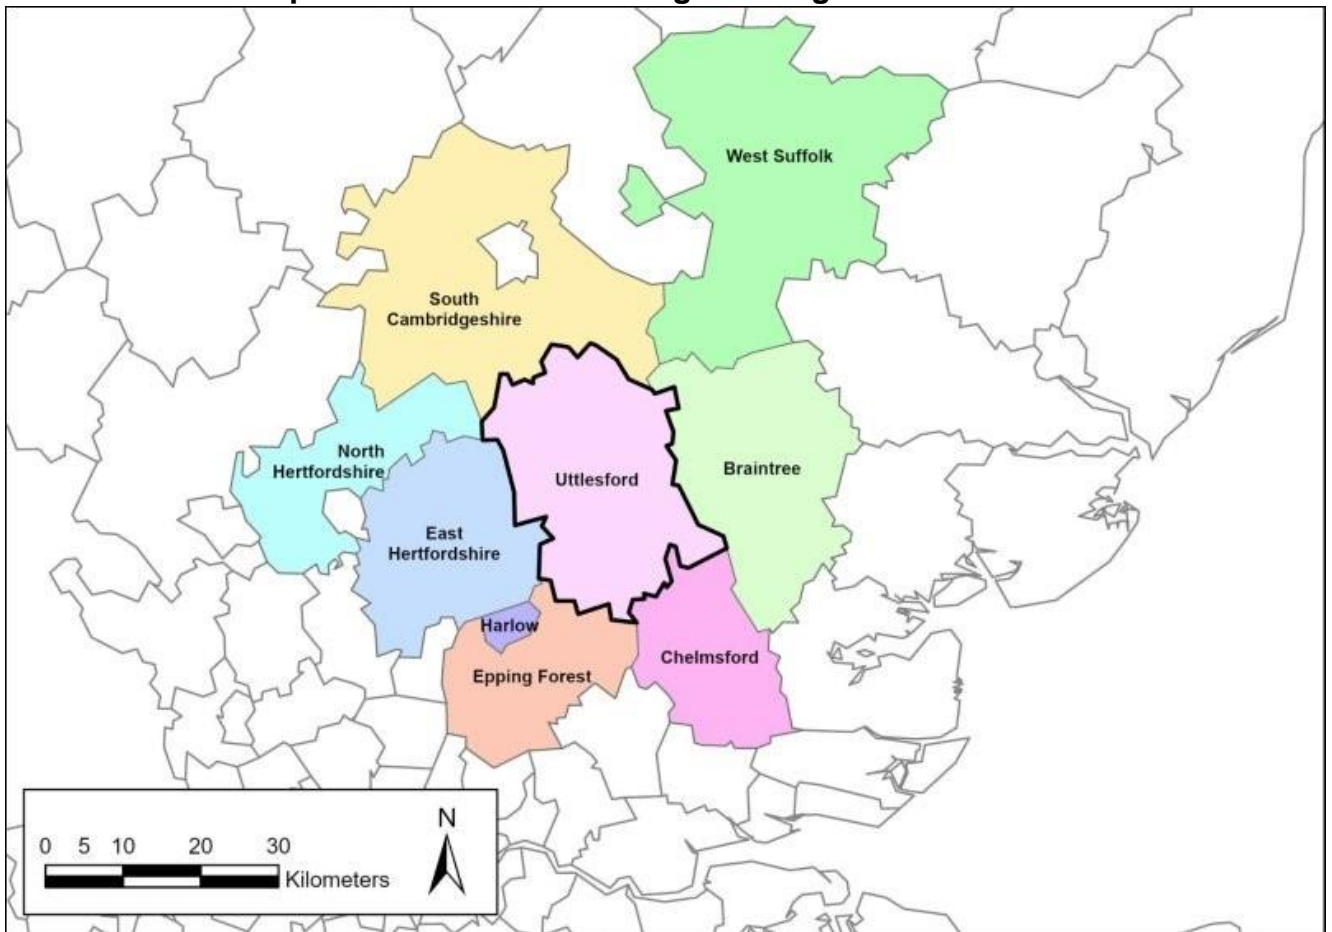 West Suffolk
South
Cambridgeshire
North
Hertfordshire
Uttlesford
Braintree
East
Hertfordshire
Harlow
Chelmsford
Epping Forest
N
0 5 10 20 30
Kilometers